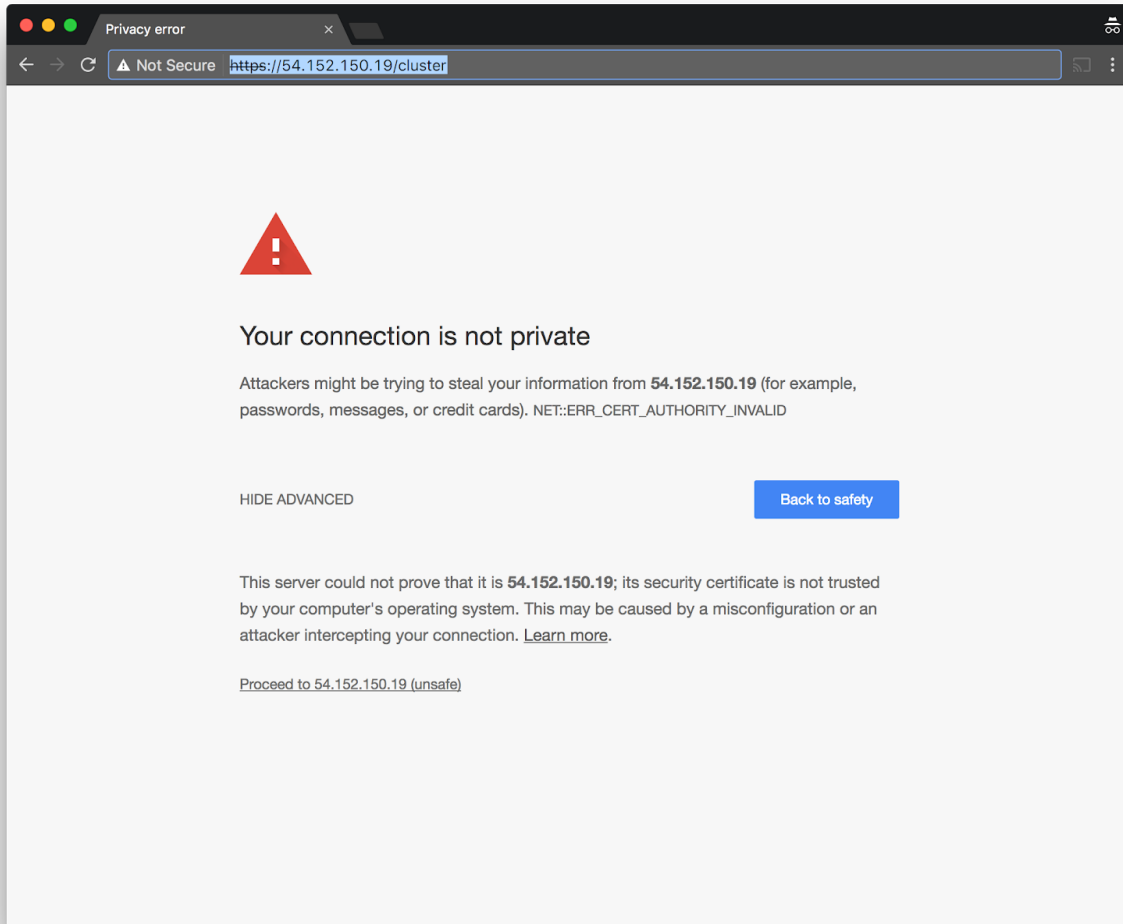 Privacy error
Not Secure https://54.152.150.19/cluster
Your connection is not private
Attackers might be trying to steal your information from 54.152.150.19 (for example,
passwords, messages, or credit cards). NET::ERR_CERT_AUTHORITY_INVALID
HIDE ADVANCED Back to safety
This server could not prove that it is 54.152.150.19; its security certificate is not trusted
by your computer's operating system. This may be caused by a misconfiguration or an
attacker intercepting your connection. Learn more.
Proceed to 54.152.150.19 (unsafe)